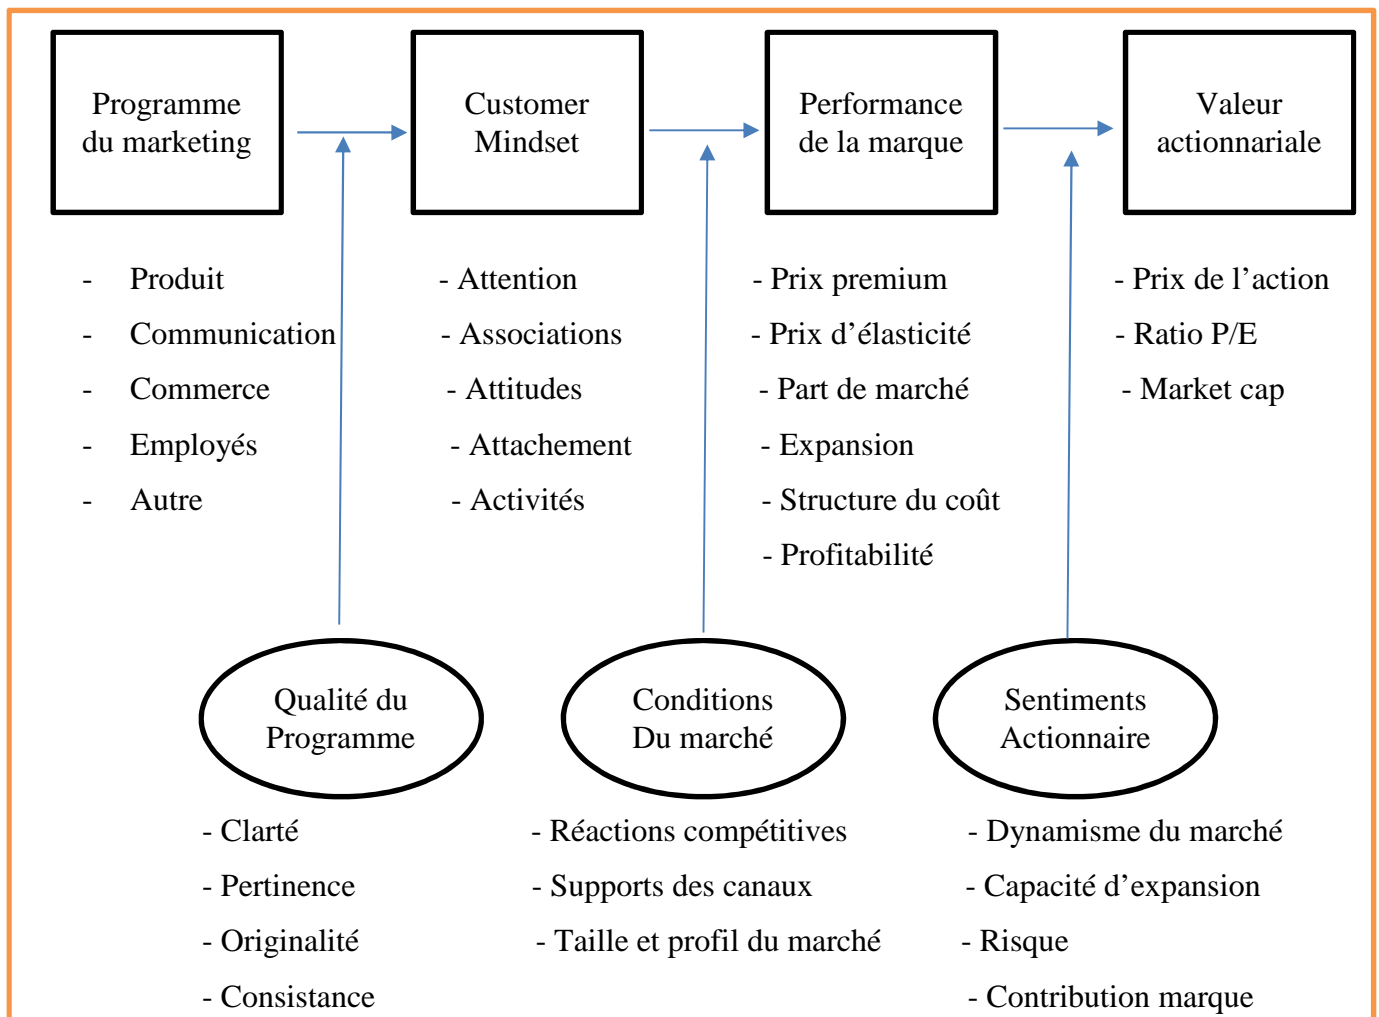 Programme
du marketing
Customer
Mindset
Performance
de la marque
Valeur
actionnariale
- Produit
- Communication
- Commerce
- Employés
- Autre
- Attention
- Associations
- Attitudes
- Attachement
- Activités
- Prix premium
- Prix d’élasticité
- Part de marché
- Expansion
- Structure du coût
- Profitabilité
- Prix de l’action
- Ratio P/E
- Market cap
Qualité du
Programme
Conditions
Du marché
Sentiments
Actionnaire
- Clarté
- Pertinence
- Originalité
- Consistance
- Réactions compétitives
- Supports des canaux
- Taille et profil du marché
- Dynamisme du marché
- Capacité d’expansion
- Risque
- Contribution marque